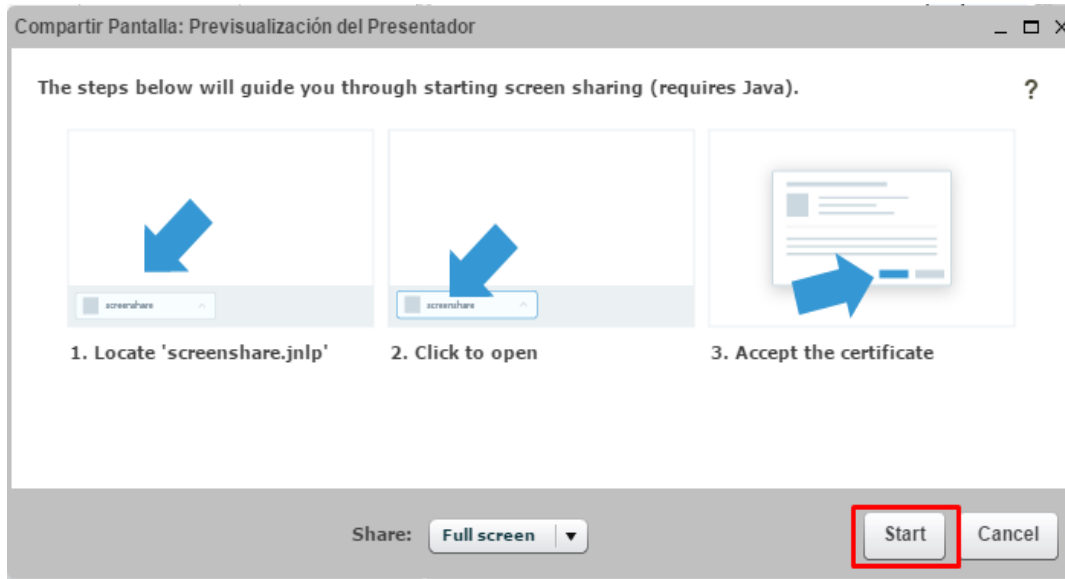 Compartir Pantalla: Previsualización del Presentador
The steps below will guide you through starting screen sharing (requires Java).
?
screenshare
screenshare
1. Locate 'screenshare.jnlp'
2. Click to open
3. Accept the certificate
Share:
Full screen
Start
Cancel